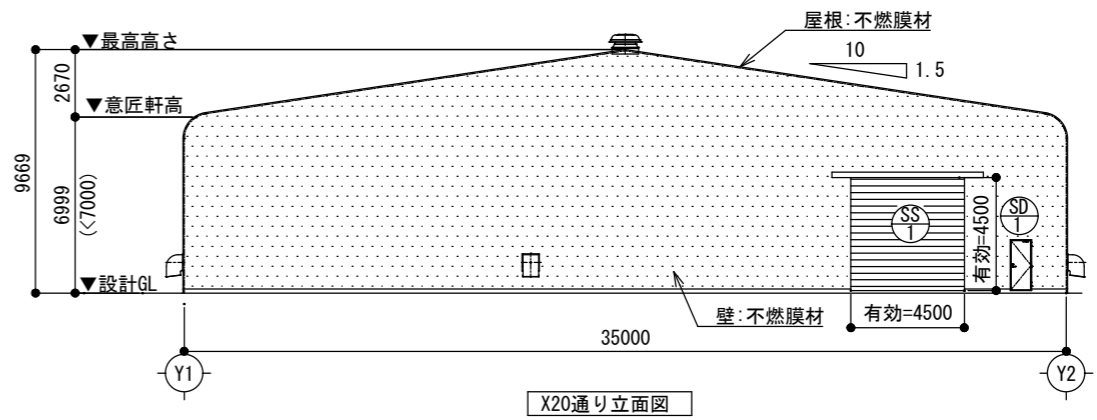 ▼最高高さ
屋根:不燃膜材
10
1.5
2670
▼意匠軒高
9669
6999
(<7000)
SS
1
SD
1
有効=4500
▼設計GL
壁:不燃膜材
有効=4500
35000
Y1
Y2
X20通り立面図